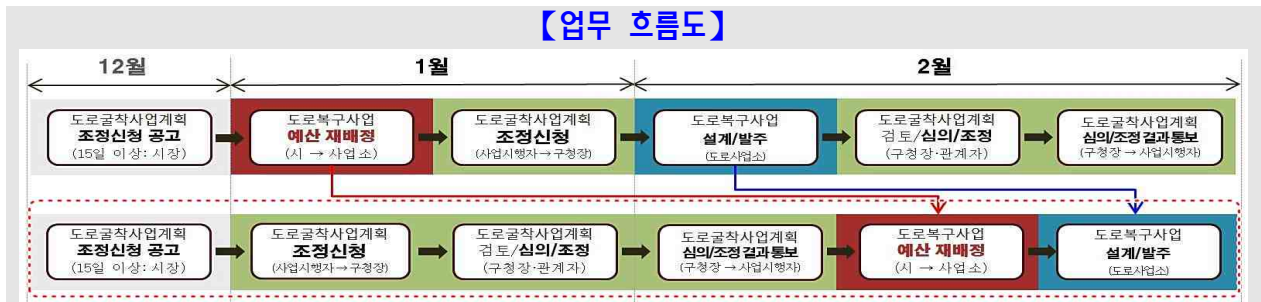 【업무 흐름도】
12월
1월
2월
도로굴착사업계획
조정신청 공고
(15일 이상: 시장)
도로복구사업
예산 재배정
(시 → 사업소)
도로굴착사업계획
조정신청
(사업시행자→구청장)
도로복구사업
설계/발주
(도로사업소)
도로굴착사업계획
검토/심의/조정
(구청장·관계자)
도로굴착사업계획
심의/조정 결과통보
(구청장 → 사업시행자)
도로굴착사업계획
조정신청 공고
(15일 이상: 시장)
도로굴착사업계획
조정신청
(사업시행자→구청장)
도로굴착사업계획
검토/심의/조정
(구청장·관계자)
도로굴착사업계획
심의/조정 결과통보
(구청장 → 사업시행자)
도로복구사업
예산 재배정
(시 → 사업소)
도로복구사업
설계/발주
(도로사업소)